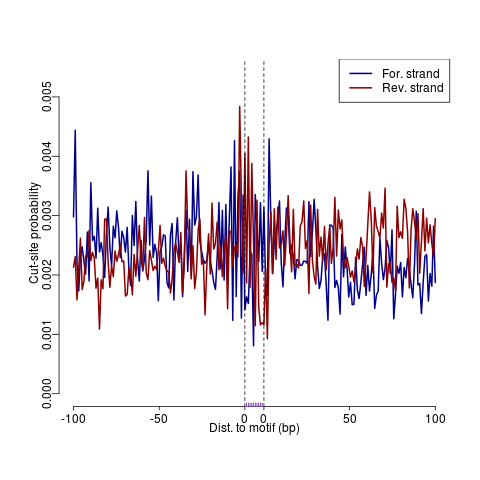 For. strand
Rev. strand
Cut-site probability
0.005
0.004
0.003
0.002
0.001
0.000
-100 -50 0 0 50 100
Dist. to motif (bp)